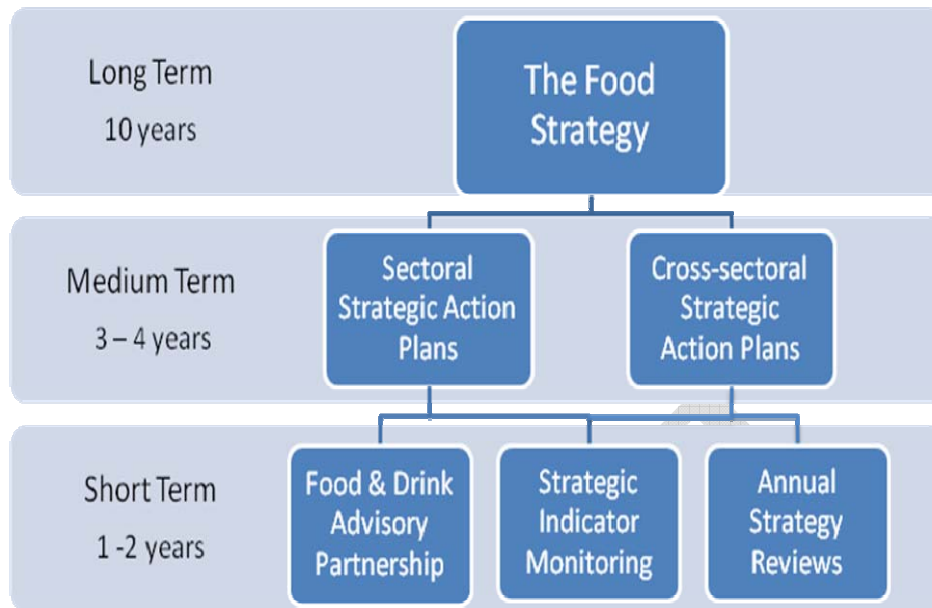 Long Term
10 years
The Food
Strategy
Medium Term
3 – 4 years
Sectoral
Strategic Action
Plans
Cross-sectoral
Strategic
Action Plans
Short Term
1 -2 years
Food & Drink
Advisory
Partnership
Strategic
Indicator
Monitoring
Annual
Strategy
Reviews